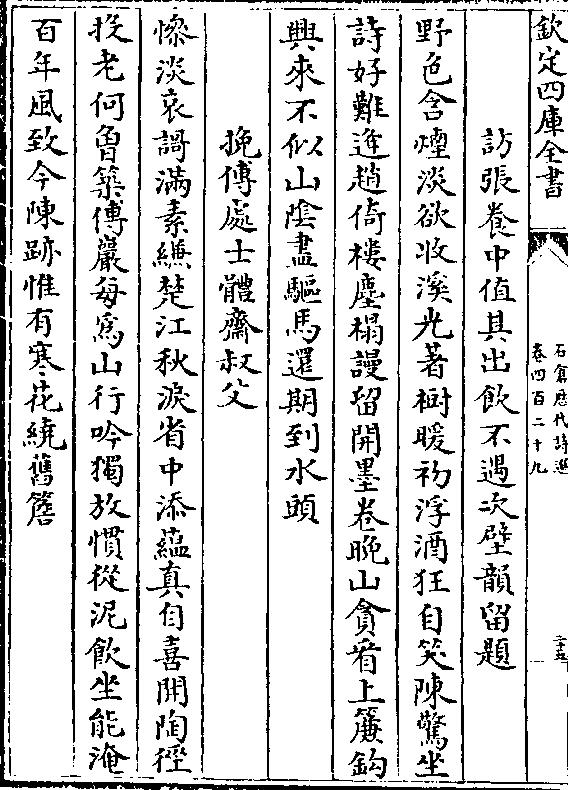 欽定四庫全書
石倉歷代詩選
卷四百二十九
訪張養中值其出飲不遇次壁韻留題
野色含煙淡欲收溪光著樹暖初浮酒狂自笑陳驚坐
詩好難逢趙倚樓塵榻謾留開墨卷晚山貪看上簾鈎
興來不似山陰盡驅馬還期到水頭
挽傅處士體齋叔父
慘淡哀謌滿素縑楚江秋淚省中添蘊真自喜開陶徑
投老何魯築傅巖每爲山行吟獨放慣從泥飲坐能淹
百年風致今陳跡惟有寒花繞舊簷